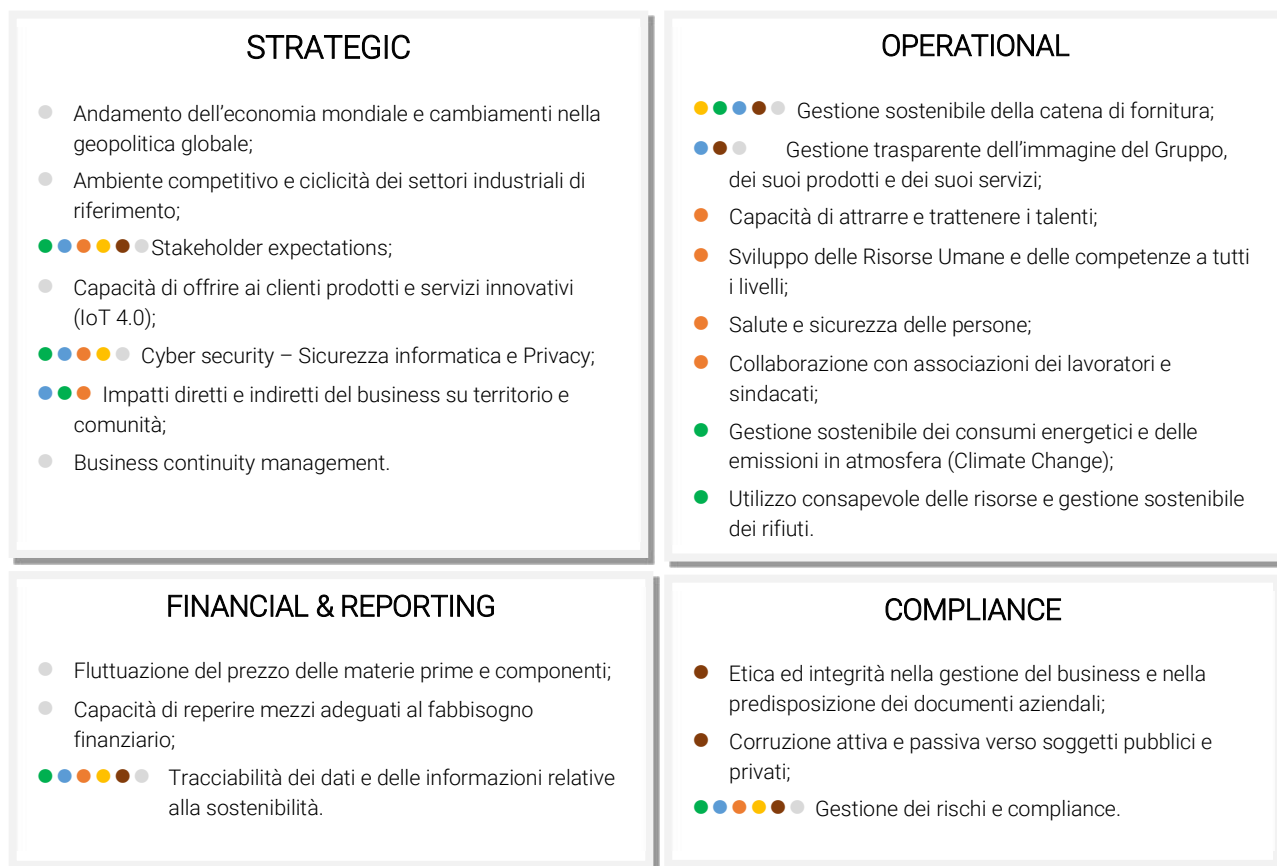 STRATEGIC
Andamento dell'economia mondiale e cambiamenti nella
geopolitica globale;
Ambiente competitivo e ciclicità dei settori industriali di
riferimento;
Stakeholder expectations;
Capacità di offrire ai clienti prodotti e servizi innovativi
(IoT 4.0);
Cyber security – Sicurezza informatica e Privacy;
Impatti diretti e indiretti del business su territorio e
comunità;
Business continuity management.
OPERATIONAL
Gestione sostenibile della catena di fornitura;
Gestione trasparente dell'immagine del Gruppo,
dei suoi prodotti e dei suoi servizi;
Capacità di attrarre e trattenere i talenti;
Sviluppo delle Risorse Umane e delle competenze a tutti
i livelli;
Salute e sicurezza delle persone;
Collaborazione con associazioni dei lavoratori e
sindacati;
Gestione sostenibile dei consumi energetici e delle
emissioni in atmosfera (Climate Change);
Utilizzo consapevole delle risorse e gestione sostenibile
dei rifiuti.
FINANCIAL & REPORTING
Fluttuazione del prezzo delle materie prime e componenti;
Capacità di reperire mezzi adeguati al fabbisogno
finanziario;
Tracciabilità dei dati e delle informazioni relative
alla sostenibilità.
COMPLIANCE
Etica ed integrità nella gestione del business e nella
predisposizione dei documenti aziendali;
Corruzione attiva e passiva verso soggetti pubblici e
privati;
Gestione dei rischi e compliance.